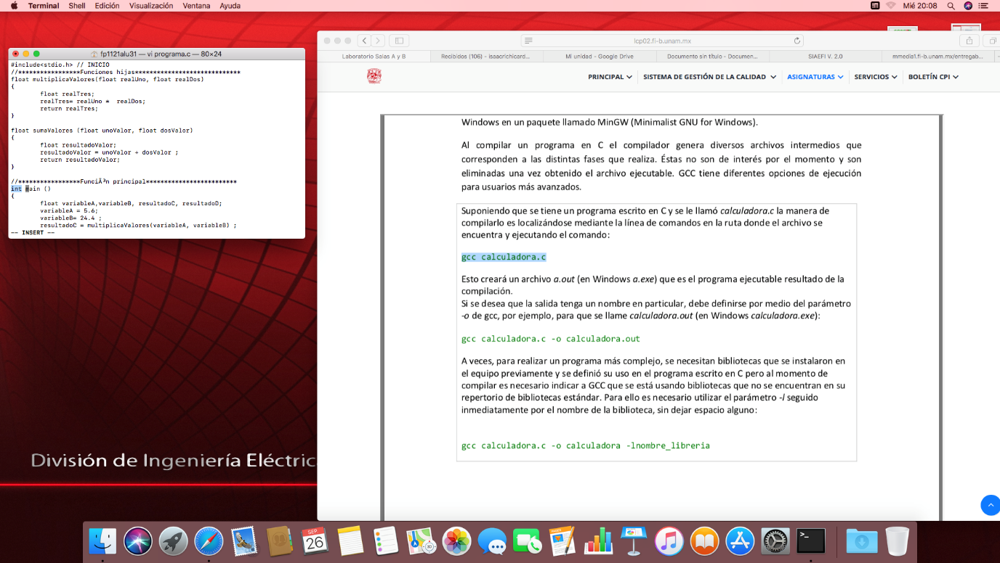 Terminal Shell Edición Visualización Ventana Ayuda Mié 20:08
fp1121alu31 — vi programa.c — 80×24
#include<stdio.h> // INICIO
//*****************Funciones hijas*****************************
float multiplicaValores(float realUno, float realDos)
{
float realTres;
realTres= realUno * realDos;
return realTres;
}
float sumaValores (float unoValor, float dosValor)
{
float resultadoValor;
resultadoValor = unoValor + dosValor ;
return resultadoValor;
}
//*****************FunciÃ³n principal*************************
int main ()
{
float variableA,variableB, resultadoC, resultadoD;
variableA = 5.6;
variableB= 24.4 ;
resultadoC = multiplicaValores(variableA, variableB) ;
-- INSERT --
División de Ingeniería Eléctric
lcp02.fi-b.unam.mx
Laboratorio Salas A y B Recibidos (106) - isaacrichicard... Mi unidad - Google Drive Documento sin título - Documen... SIAEFI V. 2.0 mmedia1.fi-b.unam.mx/entregab...
PRINCIPAL SISTEMA DE GESTIÓN DE LA CALIDAD ASIGNATURAS SERVICIOS BOLETÍN CPI
Windows en un paquete llamado MinGW (Minimalist GNU for Windows).
Al compilar un programa en C el compilador genera diversos archivos intermedios que
corresponden a las distintas fases que realiza. Éstas no son de interés por el momento y son
eliminadas una vez obtenido el archivo ejecutable. GCC tiene diferentes opciones de ejecución
para usuarios más avanzados.
Suponiendo que se tiene un programa escrito en C y se le llamó calculadora.c la manera de
compilarlo es localizándose mediante la línea de comandos en la ruta donde el archivo se
encuentra y ejecutando el comando:
gcc calculadora.c
Esto creará un archivo a.out (en Windows a.exe) que es el programa ejecutable resultado de la
compilación.
Si se desea que la salida tenga un nombre en particular, debe definirse por medio del parámetro
-o de gcc, por ejemplo, para que se llame calculadora.out (en Windows calculadora.exe):
gcc calculadora.c -o calculadora.out
A veces, para realizar un programa más complejo, se necesitan bibliotecas que se instalaron en
el equipo previamente y se definió su uso en el programa escrito en C pero al momento de
compilar es necesario indicar a GCC que se está usando bibliotecas que no se encuentran en su
repertorio de bibliotecas estándar. Para ello es necesario utilizar el parámetro -l seguido
inmediatamente por el nombre de la biblioteca, sin dejar espacio alguno:
gcc calculadora.c -o calculadora -lnombre_libreria
SEP.
26